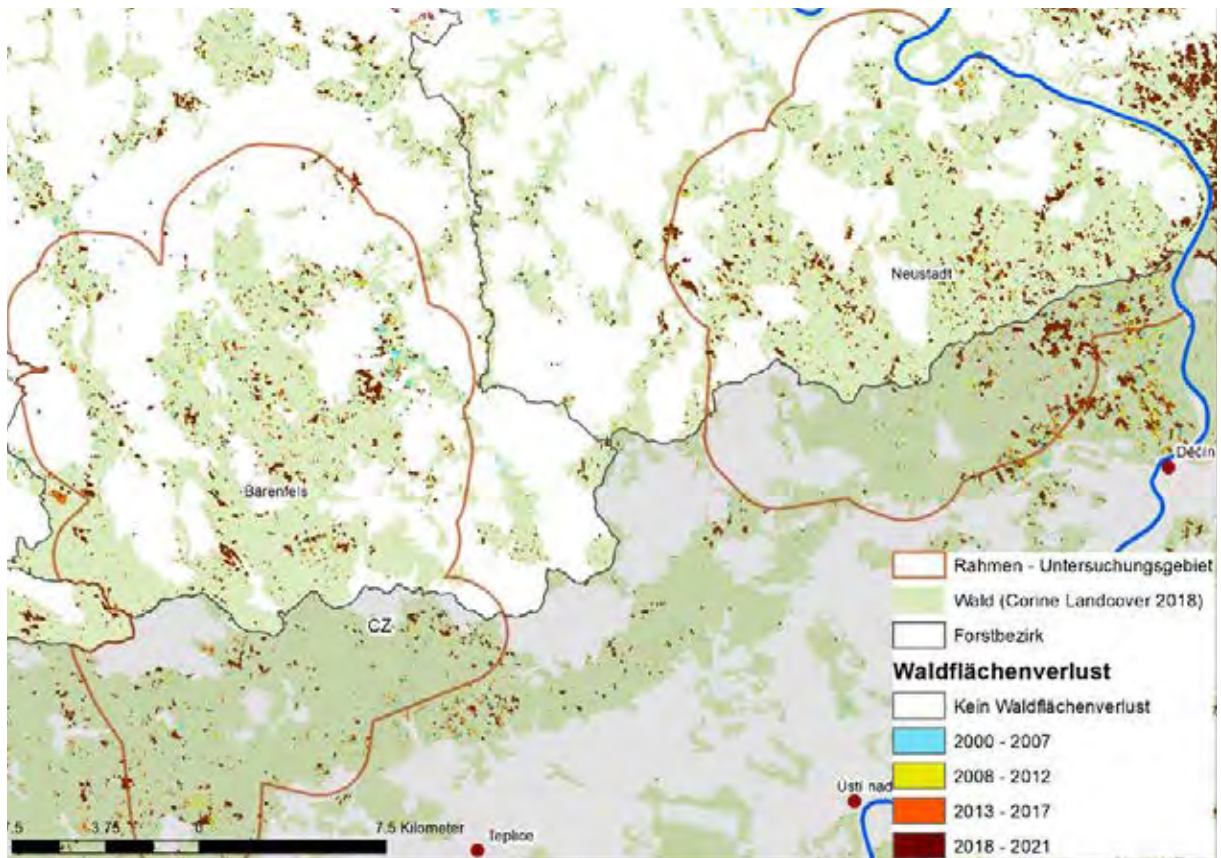 Neustadt
Bärenfels
CZ
Děčín
Rahmen - Untersuchungsgebiet
Wald (Corine Landcover 2018)
Forstbezirk
Waldflächenverlust
Kein Waldflächenverlust
2000 - 2007
2008 - 2012
2013 - 2017
2018 - 2021
Ústí nad
Teplice
7.5 3.75 0 7.5 Kilometer